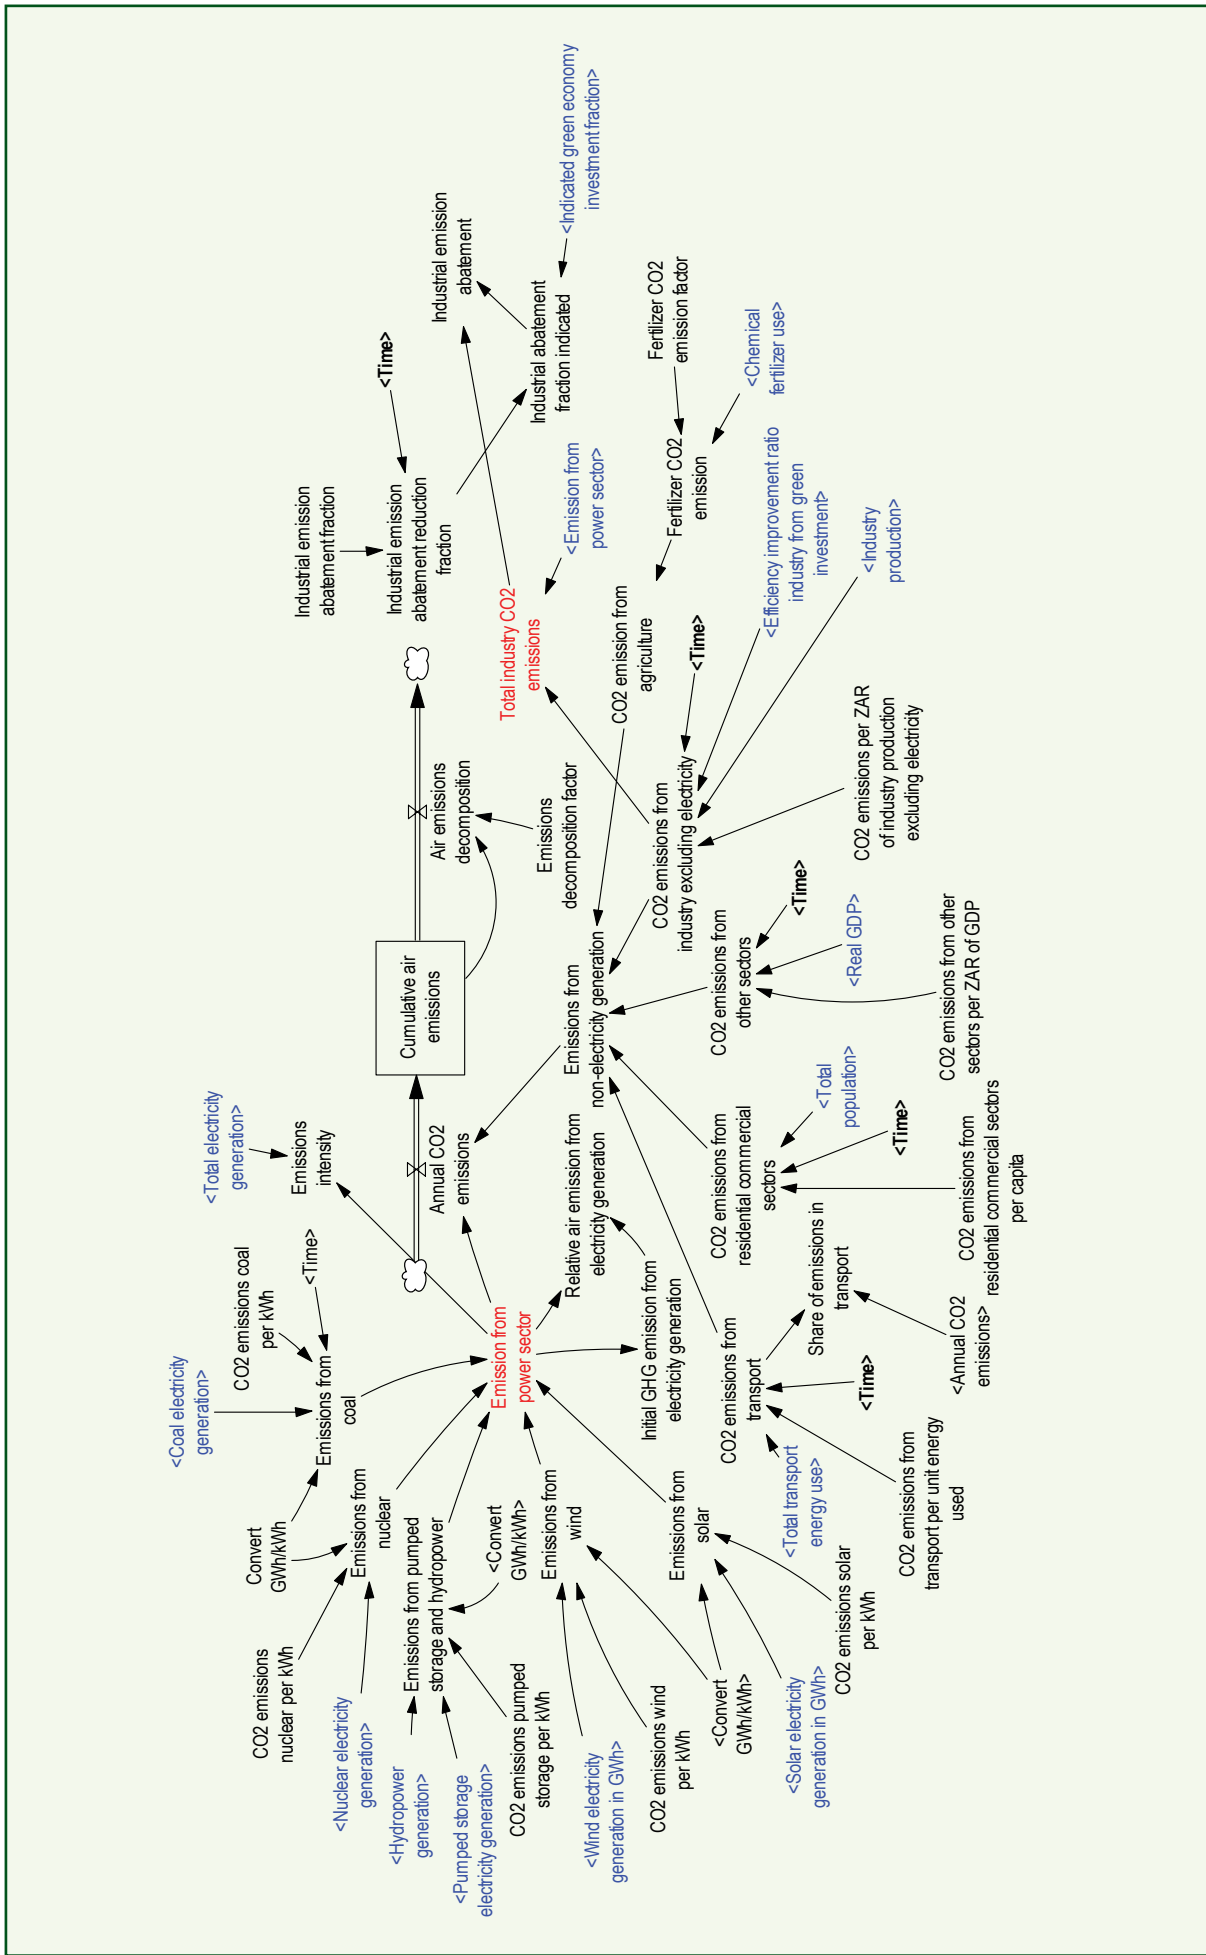 <Coal electricity
generation>
CO2 emissions coal
per kWh
<Time>
<Total electricity
generation>
Emissions
intensity
Convert
GWh/kWh
Emissions from
coal
CO2 emissions
nuclear per kWh
Emissions from
nuclear
<Nuclear electricity
generation>
<Hydropower
generation>
Emissions from pumped
storage and hydropower
<Pumped storage
electricity generation>
CO2 emissions pumped
storage per kWh
<Convert
GWh/kWh>
Emission from
power sector
Annual CO2
emissions
Cumulative air
emissions
Air emissions
decomposition
Emissions
decomposition factor
Industrial emission
abatement fraction
Industrial emission
abatement reduction
fraction
<Time>
Industrial emission
abatement
Industrial abatement
fraction indicated
<Indicated green economy
investment fraction>
Total industry CO2
emissions
<Emission from
power sector>
<Wind electricity
generation in GWh>
CO2 emissions wind
per kWh
Emissions from
wind
<Convert
GWh/kWh>
Emissions from
solar
<Solar electricity
generation in GWh>
CO2 emissions solar
per kWh
Relative air emission from
electricity generation
Initial GHG emission from
electricity generation
Emissions from
non-electricity generation
CO2 emission from
agriculture
Fertilizer CO2
emission
Fertilizer CO2
emission factor
<Chemical
fertilizer use>
CO2 emissions from
transport
<Total transport
energy use>
CO2 emissions from
transport per unit energy
used
<Time>
Share of emissions in
transport
<Annual CO2
emissions>
CO2 emissions from
residential commercial
sectors
<Total
population>
<Time>
CO2 emissions from
residential commercial sectors
per capita
CO2 emissions from
other sectors
<Time>
<Real GDP>
CO2 emissions from other
sectors per ZAR of GDP
CO2 emissions from
industry excluding electricity
<Time>
<Efficiency improvement ratio
industry from green
investment>
<Industry
production>
CO2 emissions per ZAR
of industry production
excluding electricity